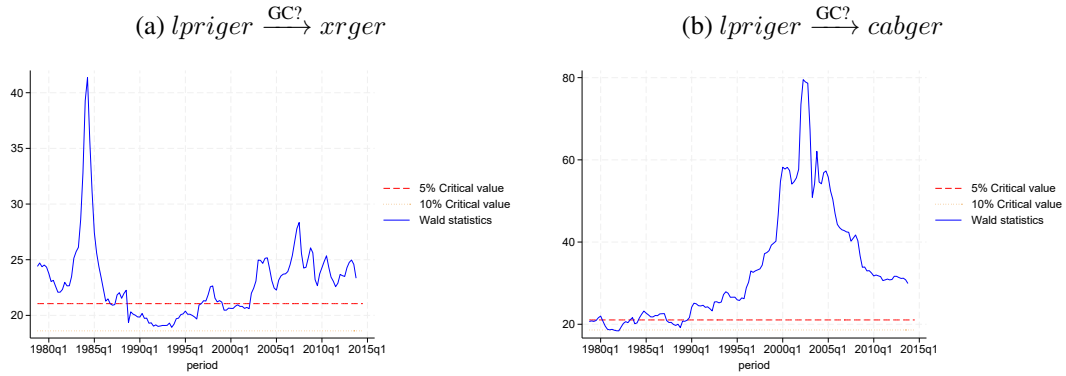 (a) lpriger GC?⟶ xrger
40
35
30
25
20
1980q1 1985q1 1990q1 1995q1 2000q1 2005q1 2010q1 2015q1
period
5% Critical value
10% Critical value
Wald statistics
(b) lpriger GC?⟶ cabger
80
60
40
20
1980q1 1985q1 1990q1 1995q1 2000q1 2005q1 2010q1 2015q1
period
5% Critical value
10% Critical value
Wald statistics